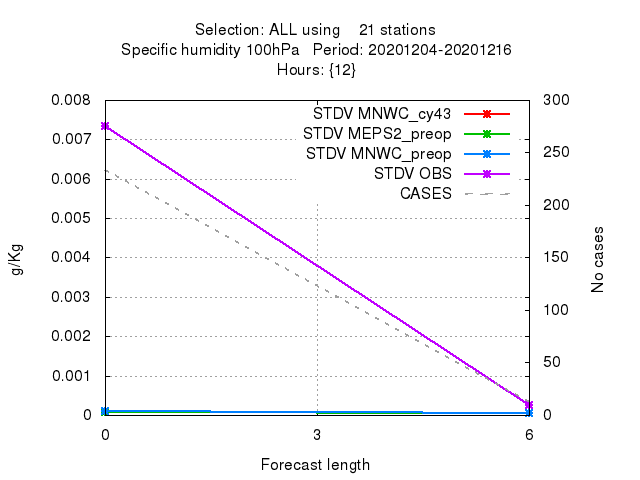 Selection: ALL using 21 stations
Specific humidity 100hPa Period: 20201204-20201216
Hours: {12}
0.008
0.007
0.006
0.005
0.004
0.003
0.002
0.001
0
g/Kg
STDV MNWC_cy43
STDV MEPS2_preop
STDV MNWC_preop
STDV OBS
CASES
300
250
200
150
100
50
0
No cases
0 3 6
Forecast length